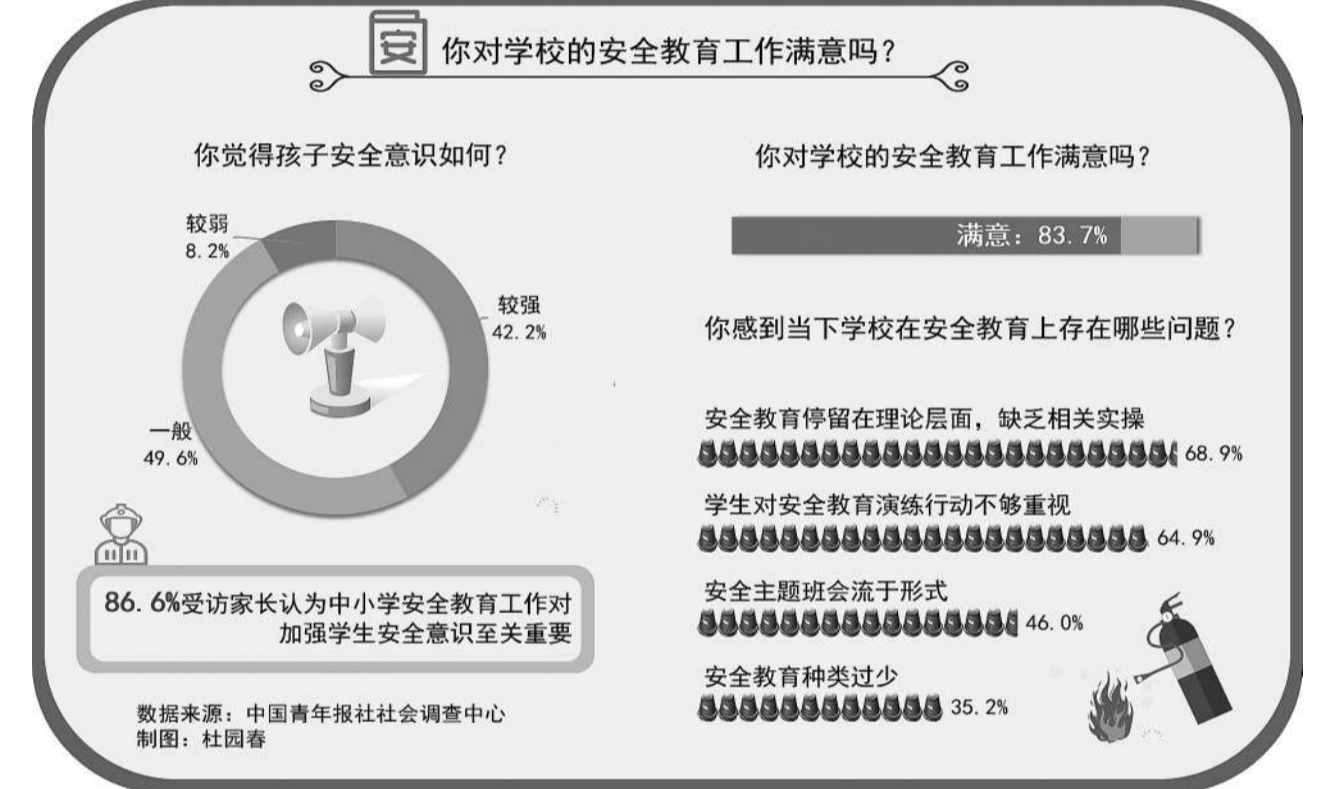 安
你对学校的安全教育工作满意吗？
你觉得孩子安全意识如何？
较弱
8.2%
较强
42.2%
一般
49.6%
86.6%受访家长认为中小学安全教育工作对
加强学生安全意识至关重要
数据来源：中国青年报社社会调查中心
制图：杜园春
你对学校的安全教育工作满意吗？
满意：83.7%
你感到当下学校在安全教育上存在哪些问题？
安全教育停留在理论层面，缺乏相关实操
68.9%
学生对安全教育演练行动不够重视
64.9%
安全主题班会流于形式
46.0%
安全教育种类过少
35.2%